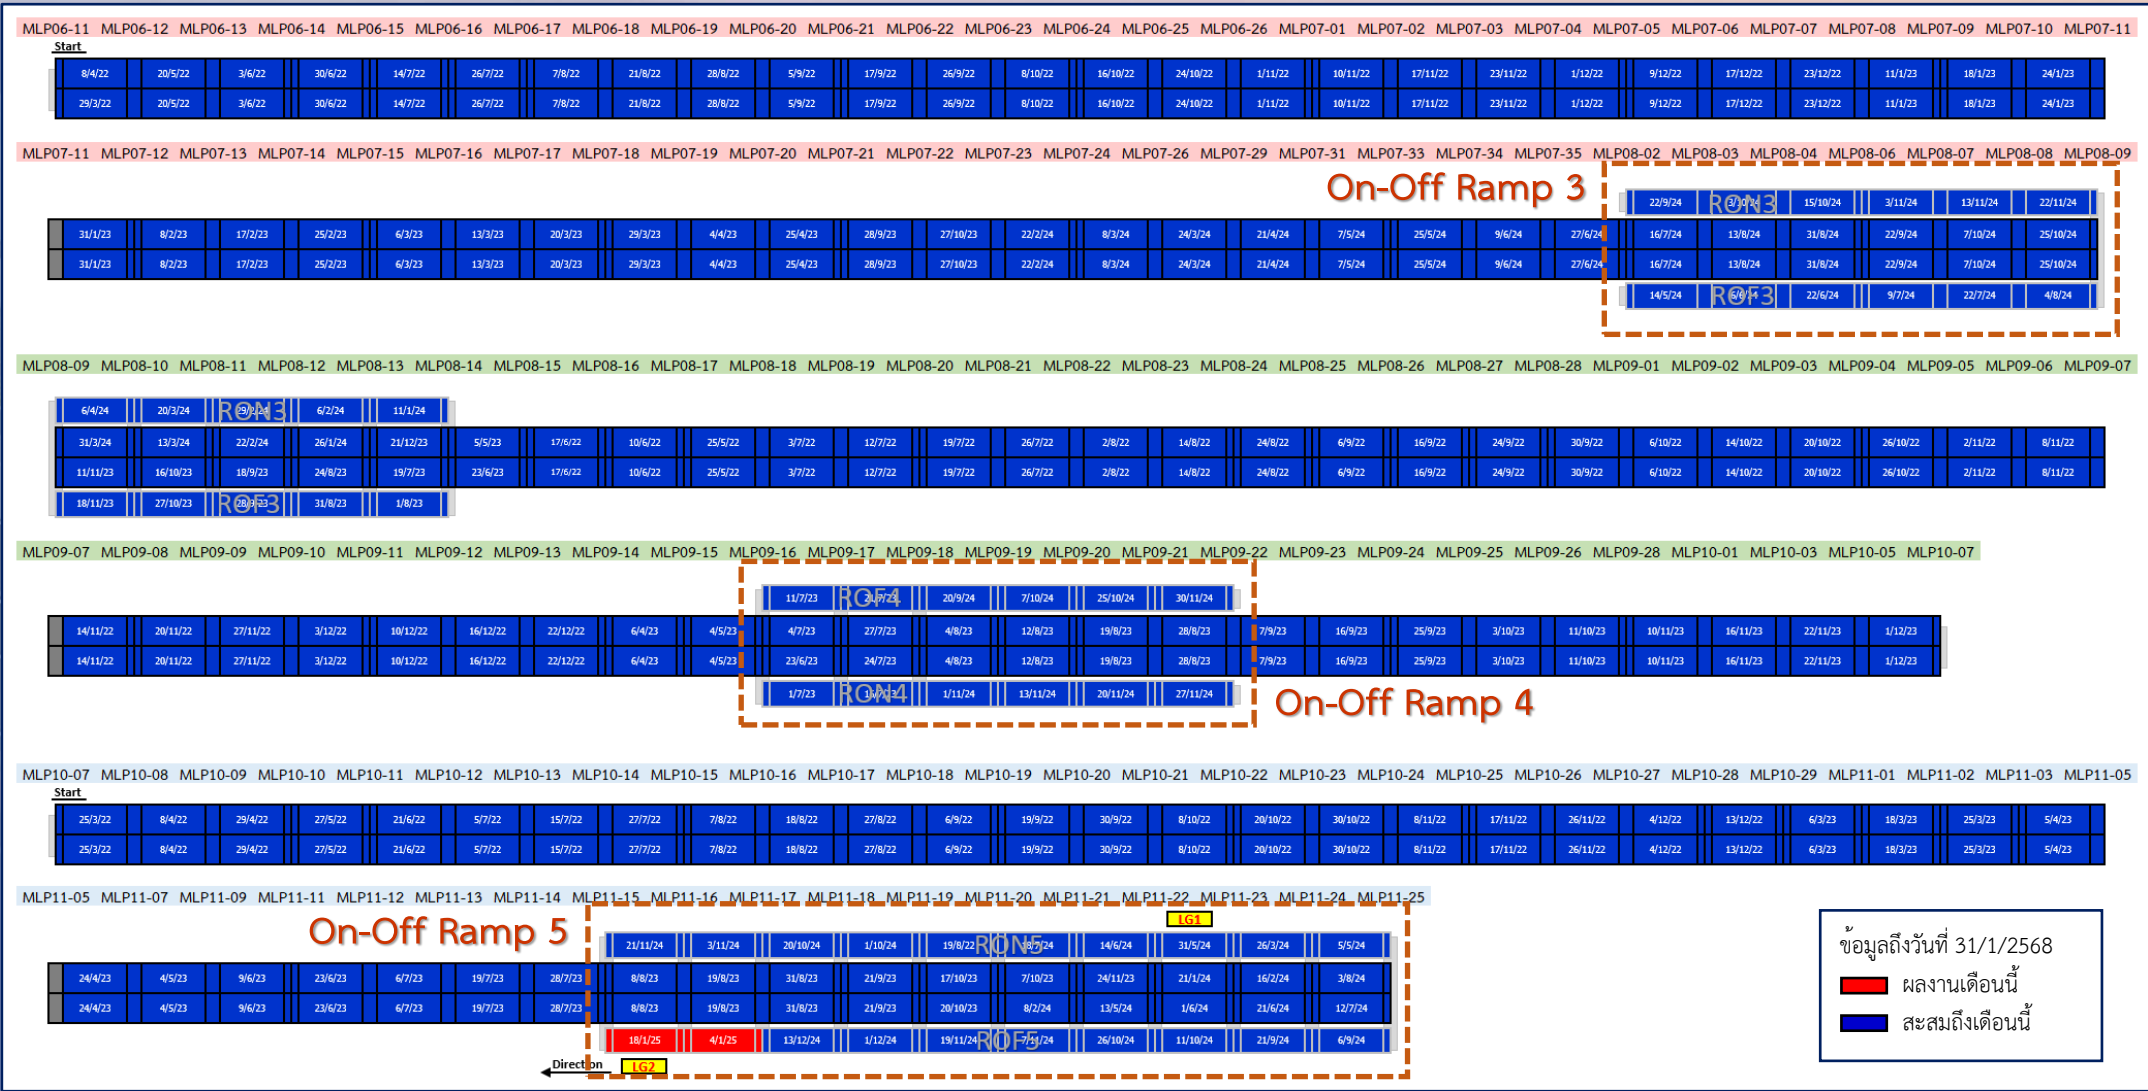 MLP06-11 MLP06-12 MLP06-13 MLP06-14 MLP06-15 MLP06-16 MLP06-17 MLP06-18 MLP06-19 MLP06-20 MLP06-21 MLP06-22 MLP06-23 MLP06-24 MLP06-25 MLP06-26 MLP07-01 MLP07-02 MLP07-03 MLP07-04 MLP07-05 MLP07-06 MLP07-07 MLP07-08 MLP07-09 MLP07-10 MLP07-11
Start
8/4/22 20/5/22 3/6/22 30/6/22 14/7/22 26/7/22 7/8/22 21/8/22 28/8/22 5/9/22 17/9/22 26/9/22 8/10/22 16/10/22 24/10/22 1/11/22 10/11/22 17/11/22 23/11/22 1/12/22 9/12/22 17/12/22 23/12/22 11/1/23 18/1/23 24/1/23
29/3/22 20/5/22 3/6/22 30/6/22 14/7/22 26/7/22 7/8/22 21/8/22 28/8/22 5/9/22 17/9/22 26/9/22 8/10/22 16/10/22 24/10/22 1/11/22 10/11/22 17/11/22 23/11/22 1/12/22 9/12/22 17/12/22 23/12/22 11/1/23 18/1/23 24/1/23
MLP07-11 MLP07-12 MLP07-13 MLP07-14 MLP07-15 MLP07-16 MLP07-17 MLP07-18 MLP07-19 MLP07-20 MLP07-21 MLP07-22 MLP07-23 MLP07-24 MLP07-26 MLP07-29 MLP07-31 MLP07-33 MLP07-34 MLP07-35 MLP08-02 MLP08-03 MLP08-04 MLP08-06 MLP08-07 MLP08-08 MLP08-09
On-Off Ramp 3
22/9/24 RON3 15/10/24 3/11/24 13/11/24 22/11/24
31/1/23 8/2/23 17/2/23 25/2/23 6/3/23 13/3/23 20/3/23 29/3/23 4/4/23 25/4/23 28/9/23 27/10/23 22/2/24 8/3/24 24/3/24 21/4/24 7/5/24 25/5/24 9/6/24 27/6/24 16/7/24 13/8/24 31/8/24 22/9/24 7/10/24 25/10/24
31/1/23 8/2/23 17/2/23 25/2/23 6/3/23 13/3/23 20/3/23 29/3/23 4/4/23 25/4/23 28/9/23 27/10/23 22/2/24 8/3/24 24/3/24 21/4/24 7/5/24 25/5/24 9/6/24 27/6/24 16/7/24 13/8/24 31/8/24 22/9/24 7/10/24 25/10/24
14/5/24 ROF3 22/6/24 9/7/24 22/7/24 4/8/24
MLP08-09 MLP08-10 MLP08-11 MLP08-12 MLP08-13 MLP08-14 MLP08-15 MLP08-16 MLP08-17 MLP08-18 MLP08-19 MLP08-20 MLP08-21 MLP08-22 MLP08-23 MLP08-24 MLP08-25 MLP08-26 MLP08-27 MLP08-28 MLP09-01 MLP09-02 MLP09-03 MLP09-04 MLP09-05 MLP09-06 MLP09-07
6/4/24 20/3/24 RON3 6/2/24 11/1/24
31/3/24 13/3/24 22/2/24 26/1/24 21/12/23 5/5/23 17/6/22 10/6/22 25/5/22 3/7/22 12/7/22 19/7/22 26/7/22 2/8/22 14/8/22 24/8/22 6/9/22 16/9/22 24/9/22 30/9/22 6/10/22 14/10/22 20/10/22 26/10/22 2/11/22 8/11/22
11/11/23 16/10/23 18/9/23 24/8/23 19/7/23 23/6/23 17/6/22 10/6/22 25/5/22 3/7/22 12/7/22 19/7/22 26/7/22 2/8/22 14/8/22 24/8/22 6/9/22 16/9/22 24/9/22 30/9/22 6/10/22 14/10/22 20/10/22 26/10/22 2/11/22 8/11/22
18/11/23 27/10/23 ROF3 31/8/23 1/8/23
MLP09-07 MLP09-08 MLP09-09 MLP09-10 MLP09-11 MLP09-12 MLP09-13 MLP09-14 MLP09-15 MLP09-16 MLP09-17 MLP09-18 MLP09-19 MLP09-20 MLP09-21 MLP09-22 MLP09-23 MLP09-24 MLP09-25 MLP09-26 MLP09-28 MLP10-01 MLP10-03 MLP10-05 MLP10-07
11/7/23 ROF4 20/9/24 7/10/24 25/10/24 30/11/24
14/11/22 20/11/22 27/11/22 3/12/22 10/12/22 16/12/22 22/12/22 6/4/23 4/5/23 4/7/23 27/7/23 4/8/23 12/8/23 19/8/23 28/8/23 7/9/23 16/9/23 25/9/23 3/10/23 11/10/23 10/11/23 16/11/23 22/11/23 1/12/23
14/11/22 20/11/22 27/11/22 3/12/22 10/12/22 16/12/22 22/12/22 6/4/23 4/5/23 23/6/23 24/7/23 4/8/23 12/8/23 19/8/23 28/8/23 7/9/23 16/9/23 25/9/23 3/10/23 11/10/23 10/11/23 16/11/23 22/11/23 1/12/23
1/7/23 RON4 1/11/24 13/11/24 20/11/24 27/11/24
On-Off Ramp 4
MLP10-07 MLP10-08 MLP10-09 MLP10-10 MLP10-11 MLP10-12 MLP10-13 MLP10-14 MLP10-15 MLP10-16 MLP10-17 MLP10-18 MLP10-19 MLP10-20 MLP10-21 MLP10-22 MLP10-23 MLP10-24 MLP10-25 MLP10-26 MLP10-27 MLP10-28 MLP10-29 MLP11-01 MLP11-02 MLP11-03 MLP11-05
Start
25/3/22 8/4/22 29/4/22 27/5/22 21/6/22 5/7/22 15/7/22 27/7/22 7/8/22 18/8/22 27/8/22 6/9/22 19/9/22 30/9/22 8/10/22 20/10/22 30/10/22 8/11/22 17/11/22 26/11/22 4/12/22 13/12/22 6/3/23 18/3/23 25/3/23 5/4/23
25/3/22 8/4/22 29/4/22 27/5/22 21/6/22 5/7/22 15/7/22 27/7/22 7/8/22 18/8/22 27/8/22 6/9/22 19/9/22 30/9/22 8/10/22 20/10/22 30/10/22 8/11/22 17/11/22 26/11/22 4/12/22 13/12/22 6/3/23 18/3/23 25/3/23 5/4/23
MLP11-05 MLP11-07 MLP11-09 MLP11-11 MLP11-12 MLP11-13 MLP11-14 MLP11-15 MLP11-16 MLP11-17 MLP11-18 MLP11-19 MLP11-20 MLP11-21 MLP11-22 MLP11-23 MLP11-24 MLP11-25
LG1
On-Off Ramp 5
21/11/24 3/11/24 20/10/24 1/10/24 19/8/22 RON5 14/6/24 31/5/24 26/3/24 5/5/24
24/4/23 4/5/23 9/6/23 23/6/23 6/7/23 19/7/23 28/7/23 8/8/23 19/8/23 31/8/23 21/9/23 17/10/23 7/10/23 24/11/23 21/1/24 16/2/24 3/8/24
24/4/23 4/5/23 9/6/23 23/6/23 6/7/23 19/7/23 28/7/23 8/8/23 19/8/23 31/8/23 21/9/23 20/10/23 8/2/24 13/5/24 1/6/24 21/6/24 12/7/24
18/1/25 4/1/25 13/12/24 1/12/24 19/11/24 ROF5 26/10/24 11/10/24 21/9/24 6/9/24
Direction
LG2
ข้อมูลถึงวันที่ 31/1/2568
ผลงานเดือนนี้
สะสมถึงเดือนนี้